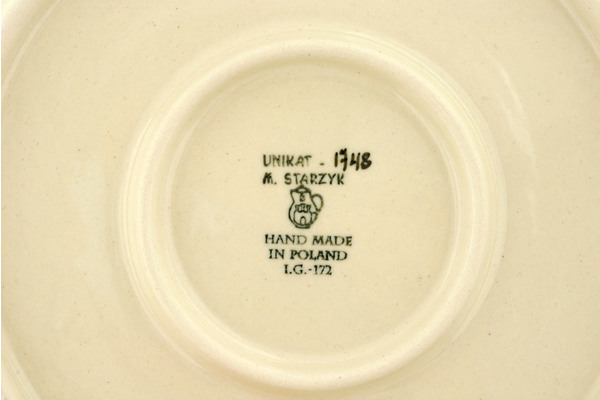 UNIKAT - 1748
M. STARZYK
HAND MADE
IN POLAND
I.G.-172